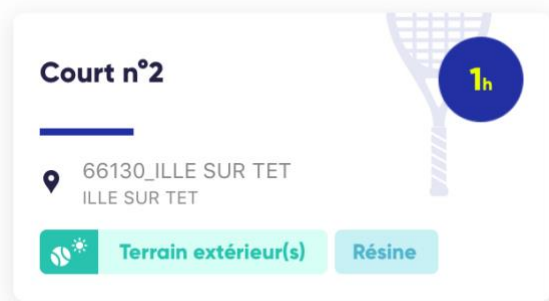 Court n°2
1h
66130_ILLE SUR TET
ILLE SUR TET
Terrain extérieur(s)
Résine